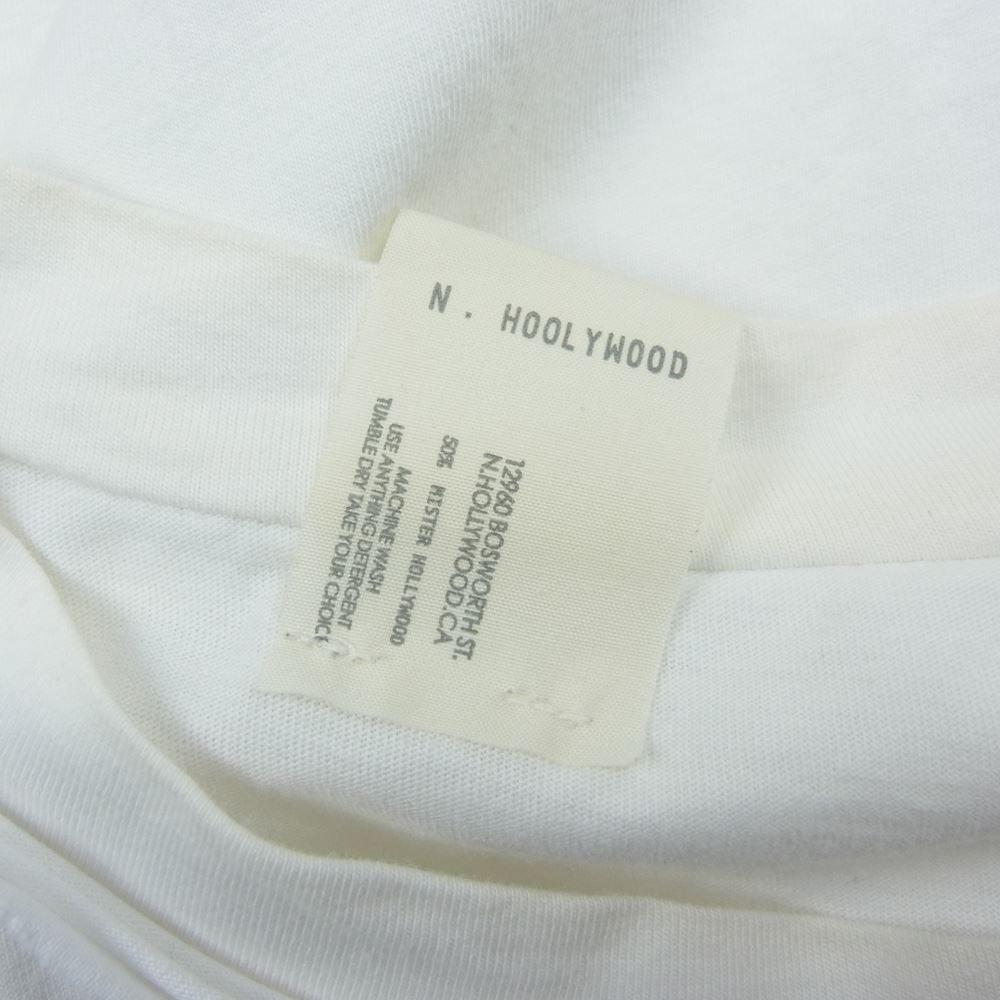 N. HOOLYWOOD
12960 BOSWORTH ST.
N.HOLLYWOOD.CA
50% MISTER HOLLYWOOD
MACHINE WASH
USE ANYTHING DETERGENT
TUMBLE DRY TAKE YOUR CHOICE